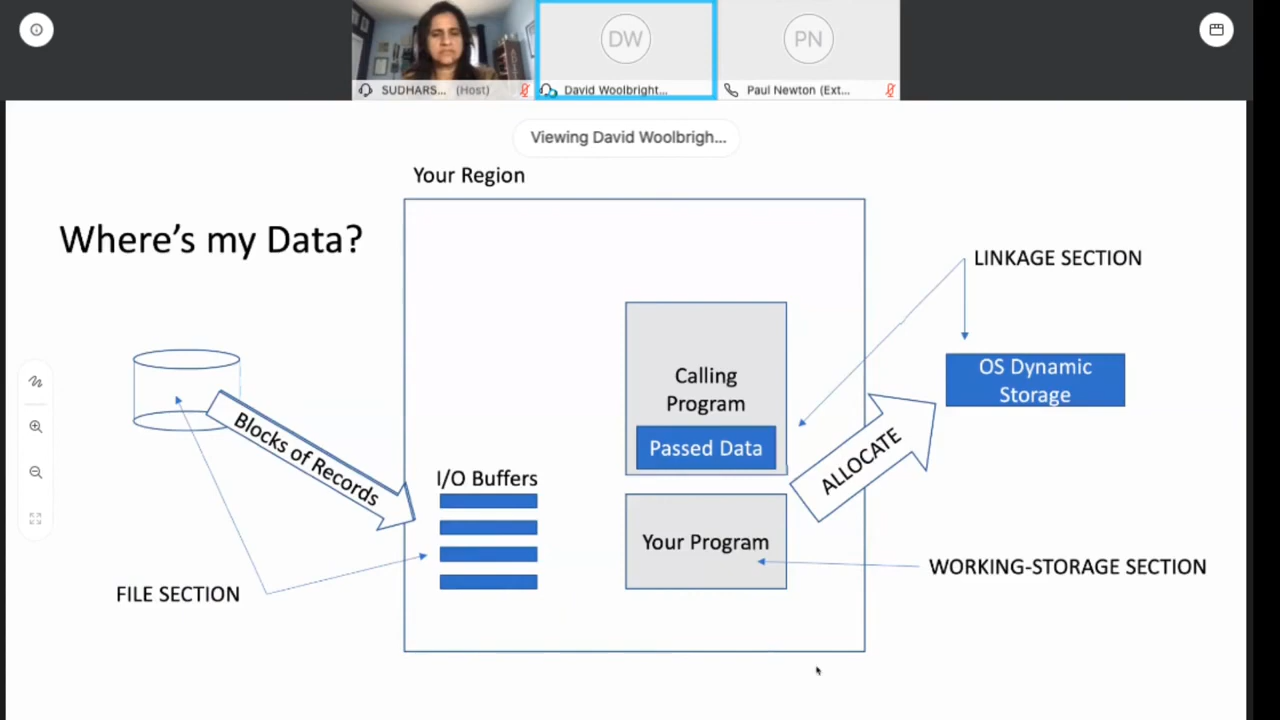 DW
PN
SUDHARS... (Host)
David Woolbright...
Paul Newton (Ext...
Viewing David Woolbrigh...
Your Region
Where's my Data?
LINKAGE SECTION
OS Dynamic
Storage
Calling
Program
Passed Data
ALLOCATE
Blocks of Records
I/O Buffers
Your Program
WORKING-STORAGE SECTION
FILE SECTION